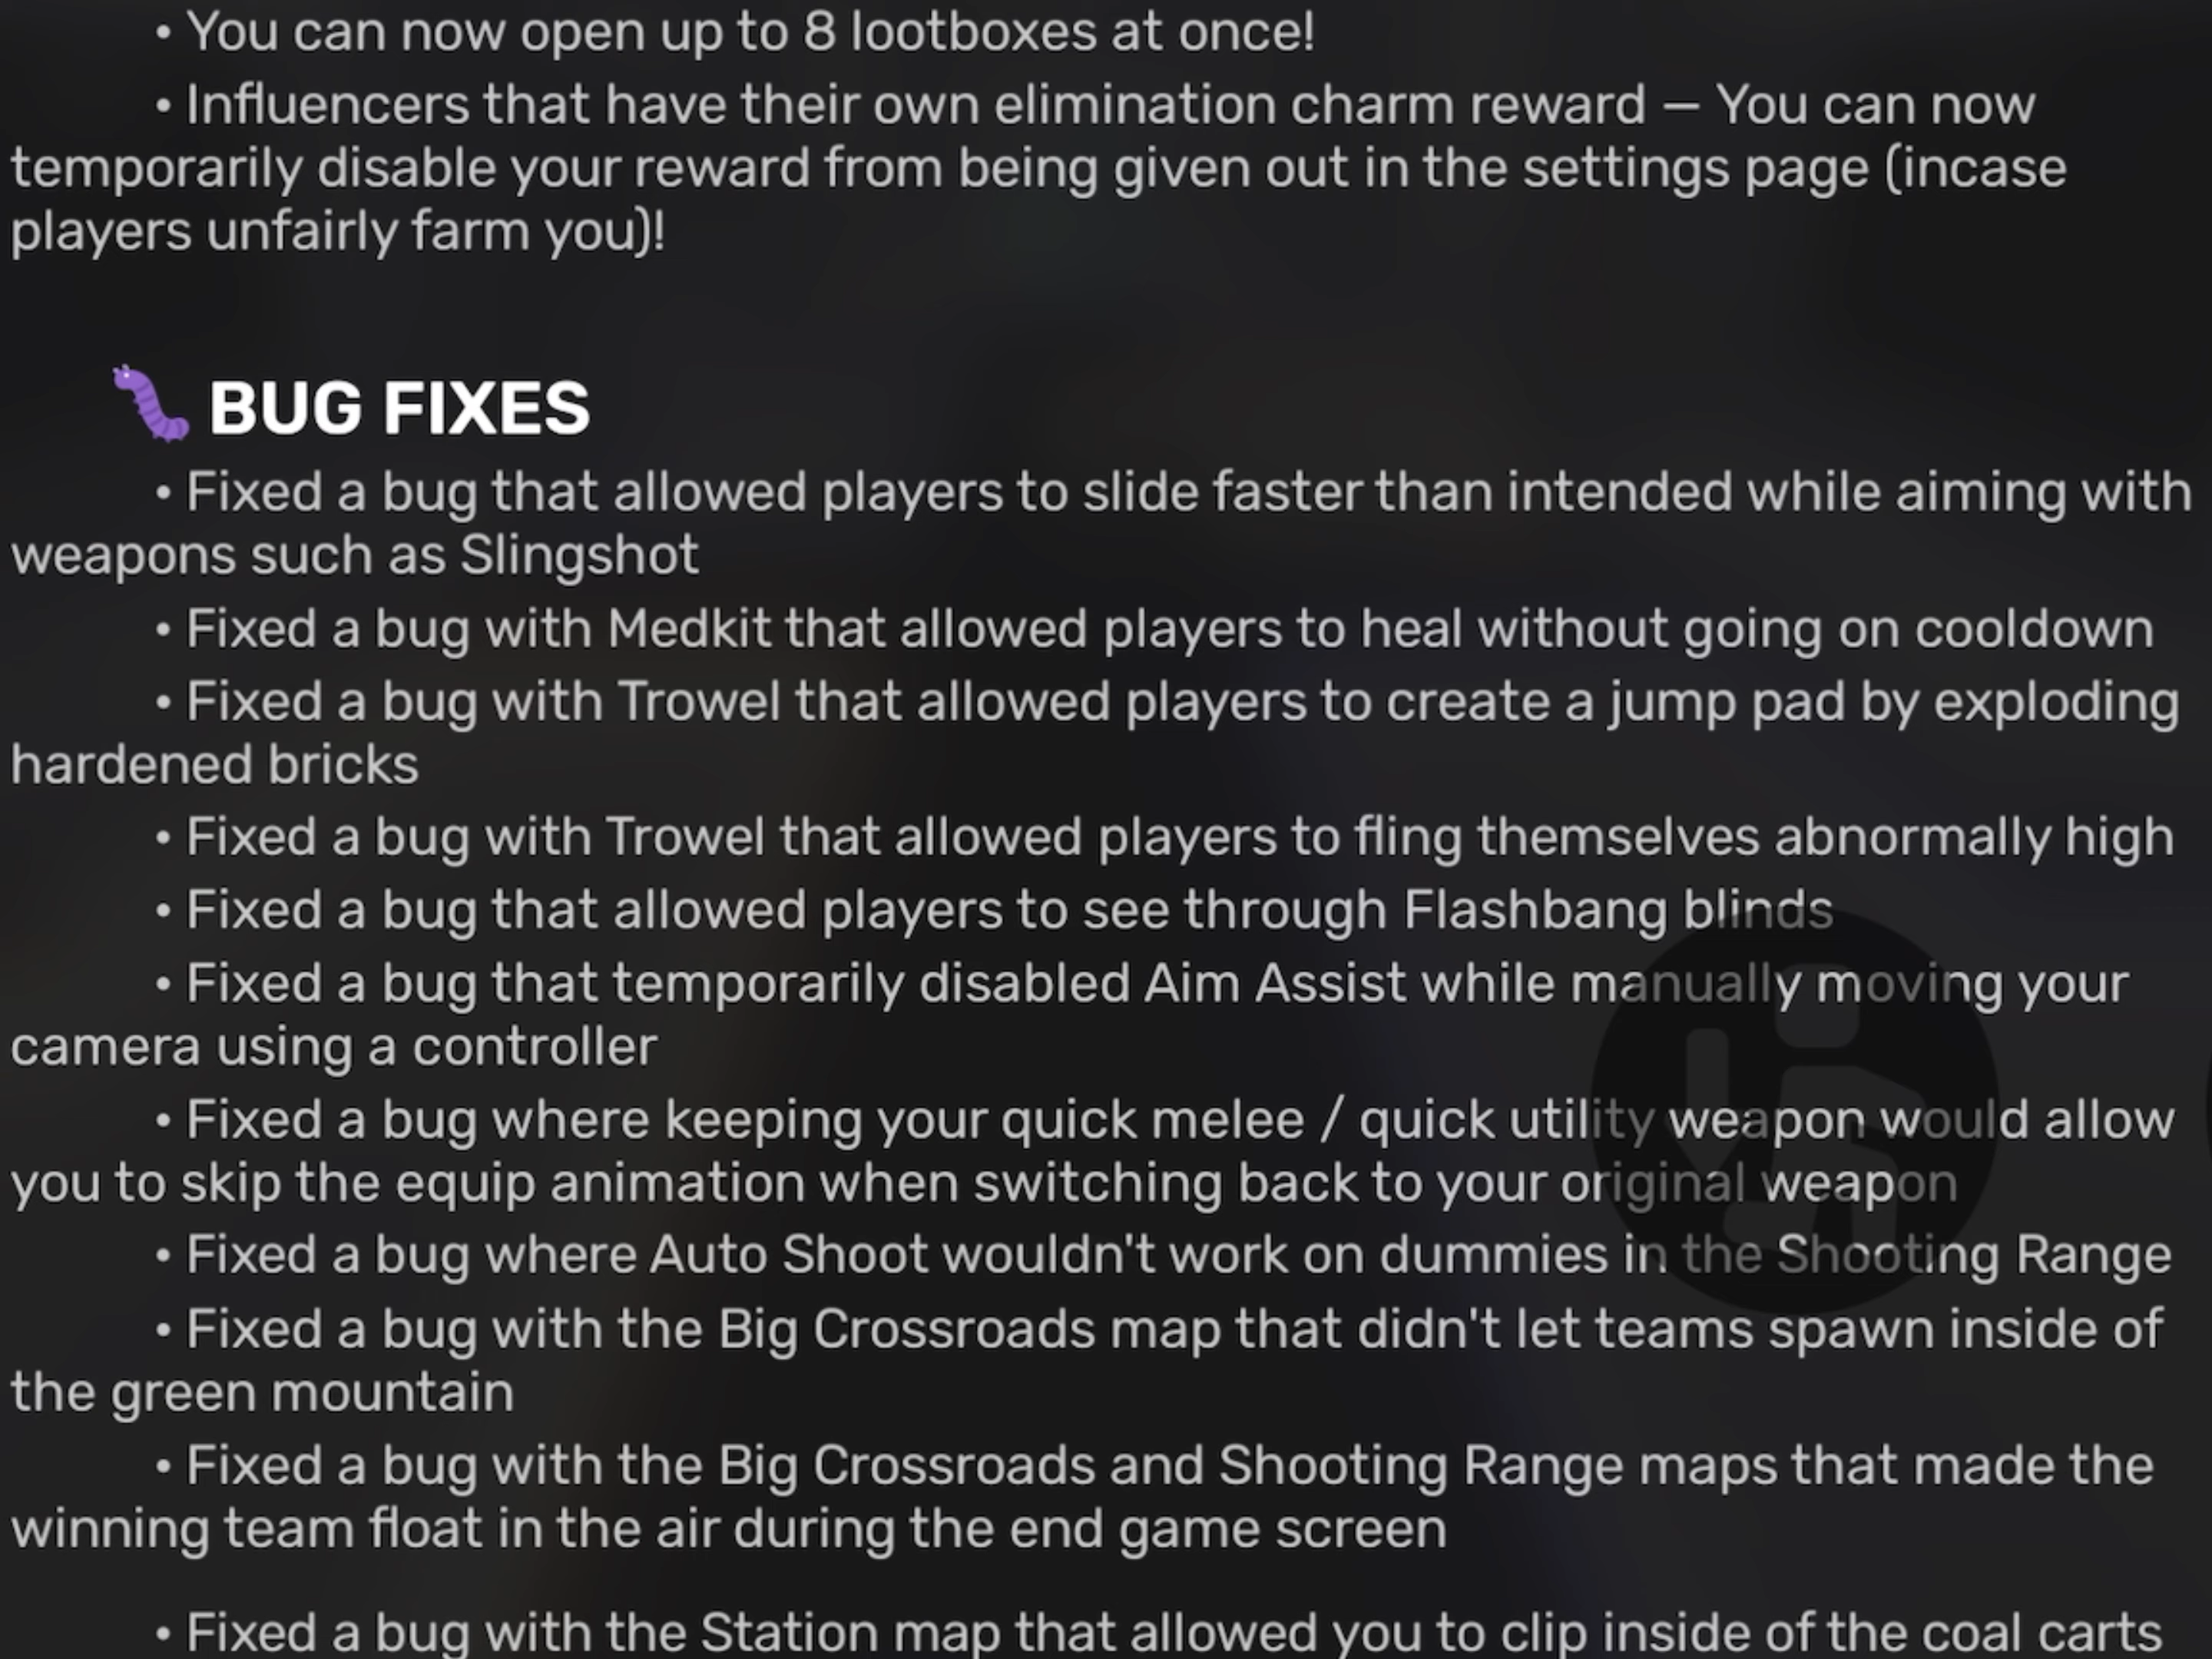 • You can now open up to 8 lootboxes at once!
• Influencers that have their own elimination charm reward — You can now
temporarily disable your reward from being given out in the settings page (incase
players unfairly farm you)!
BUG FIXES
• Fixed a bug that allowed players to slide faster than intended while aiming with
weapons such as Slingshot
• Fixed a bug with Medkit that allowed players to heal without going on cooldown
• Fixed a bug with Trowel that allowed players to create a jump pad by exploding
hardened bricks
• Fixed a bug with Trowel that allowed players to fling themselves abnormally high
• Fixed a bug that allowed players to see through Flashbang blinds
• Fixed a bug that temporarily disabled Aim Assist while manually moving your
camera using a controller
• Fixed a bug where keeping your quick melee / quick utility weapon would allow
you to skip the equip animation when switching back to your original weapon
• Fixed a bug where Auto Shoot wouldn't work on dummies in the Shooting Range
• Fixed a bug with the Big Crossroads map that didn't let teams spawn inside of
the green mountain
• Fixed a bug with the Big Crossroads and Shooting Range maps that made the
winning team float in the air during the end game screen
• Fixed a bug with the Station map that allowed you to clip inside of the coal carts